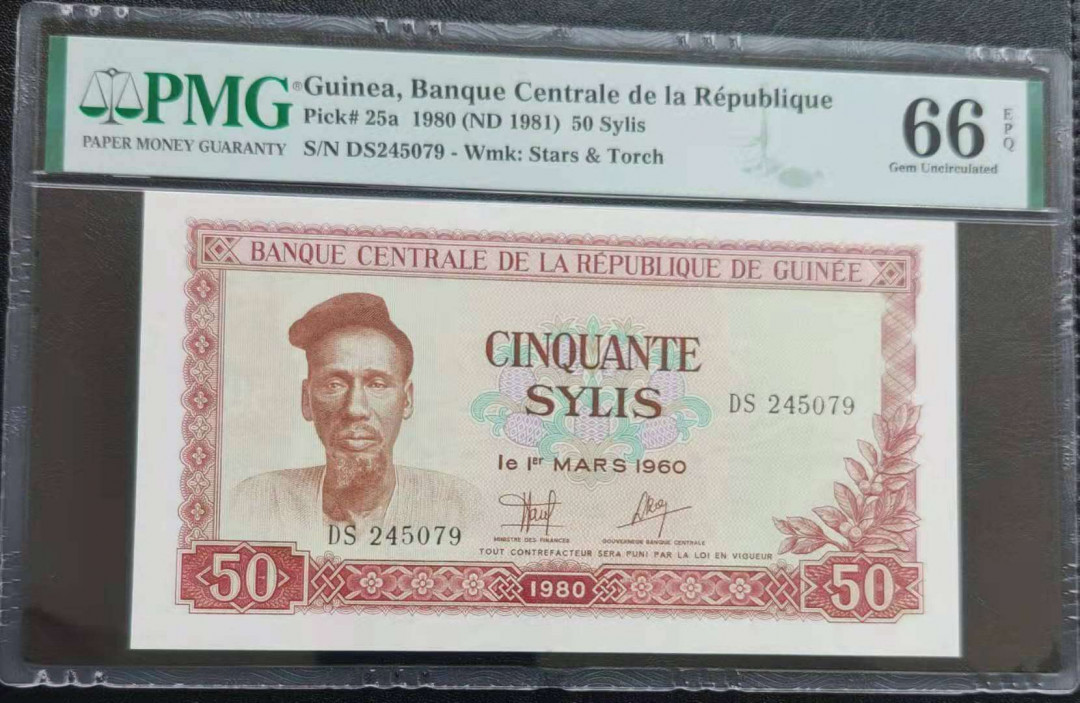 PMG®
PAPER MONEY GUARANTY
Guinea, Banque Centrale de la République
Pick# 25a 1980 (ND 1981) 50 Sylis
S/N DS245079 - Wmk: Stars & Torch
66
EPQ
Gem Uncirculated
BANQUE CENTRALE DE LA RÉPUBLIQUE DE GUINÉE
CINQUANTE
SYLIS
DS 245079
le 1er MARS 1960
DS 245079
MINISTRE DES FINANCES
GOUVERNEUR BANQUE CENTRALE
TOUT CONTREFACTEUR SERA PUNI PAR LA LOI EN VIGUEUR
50
1980
50